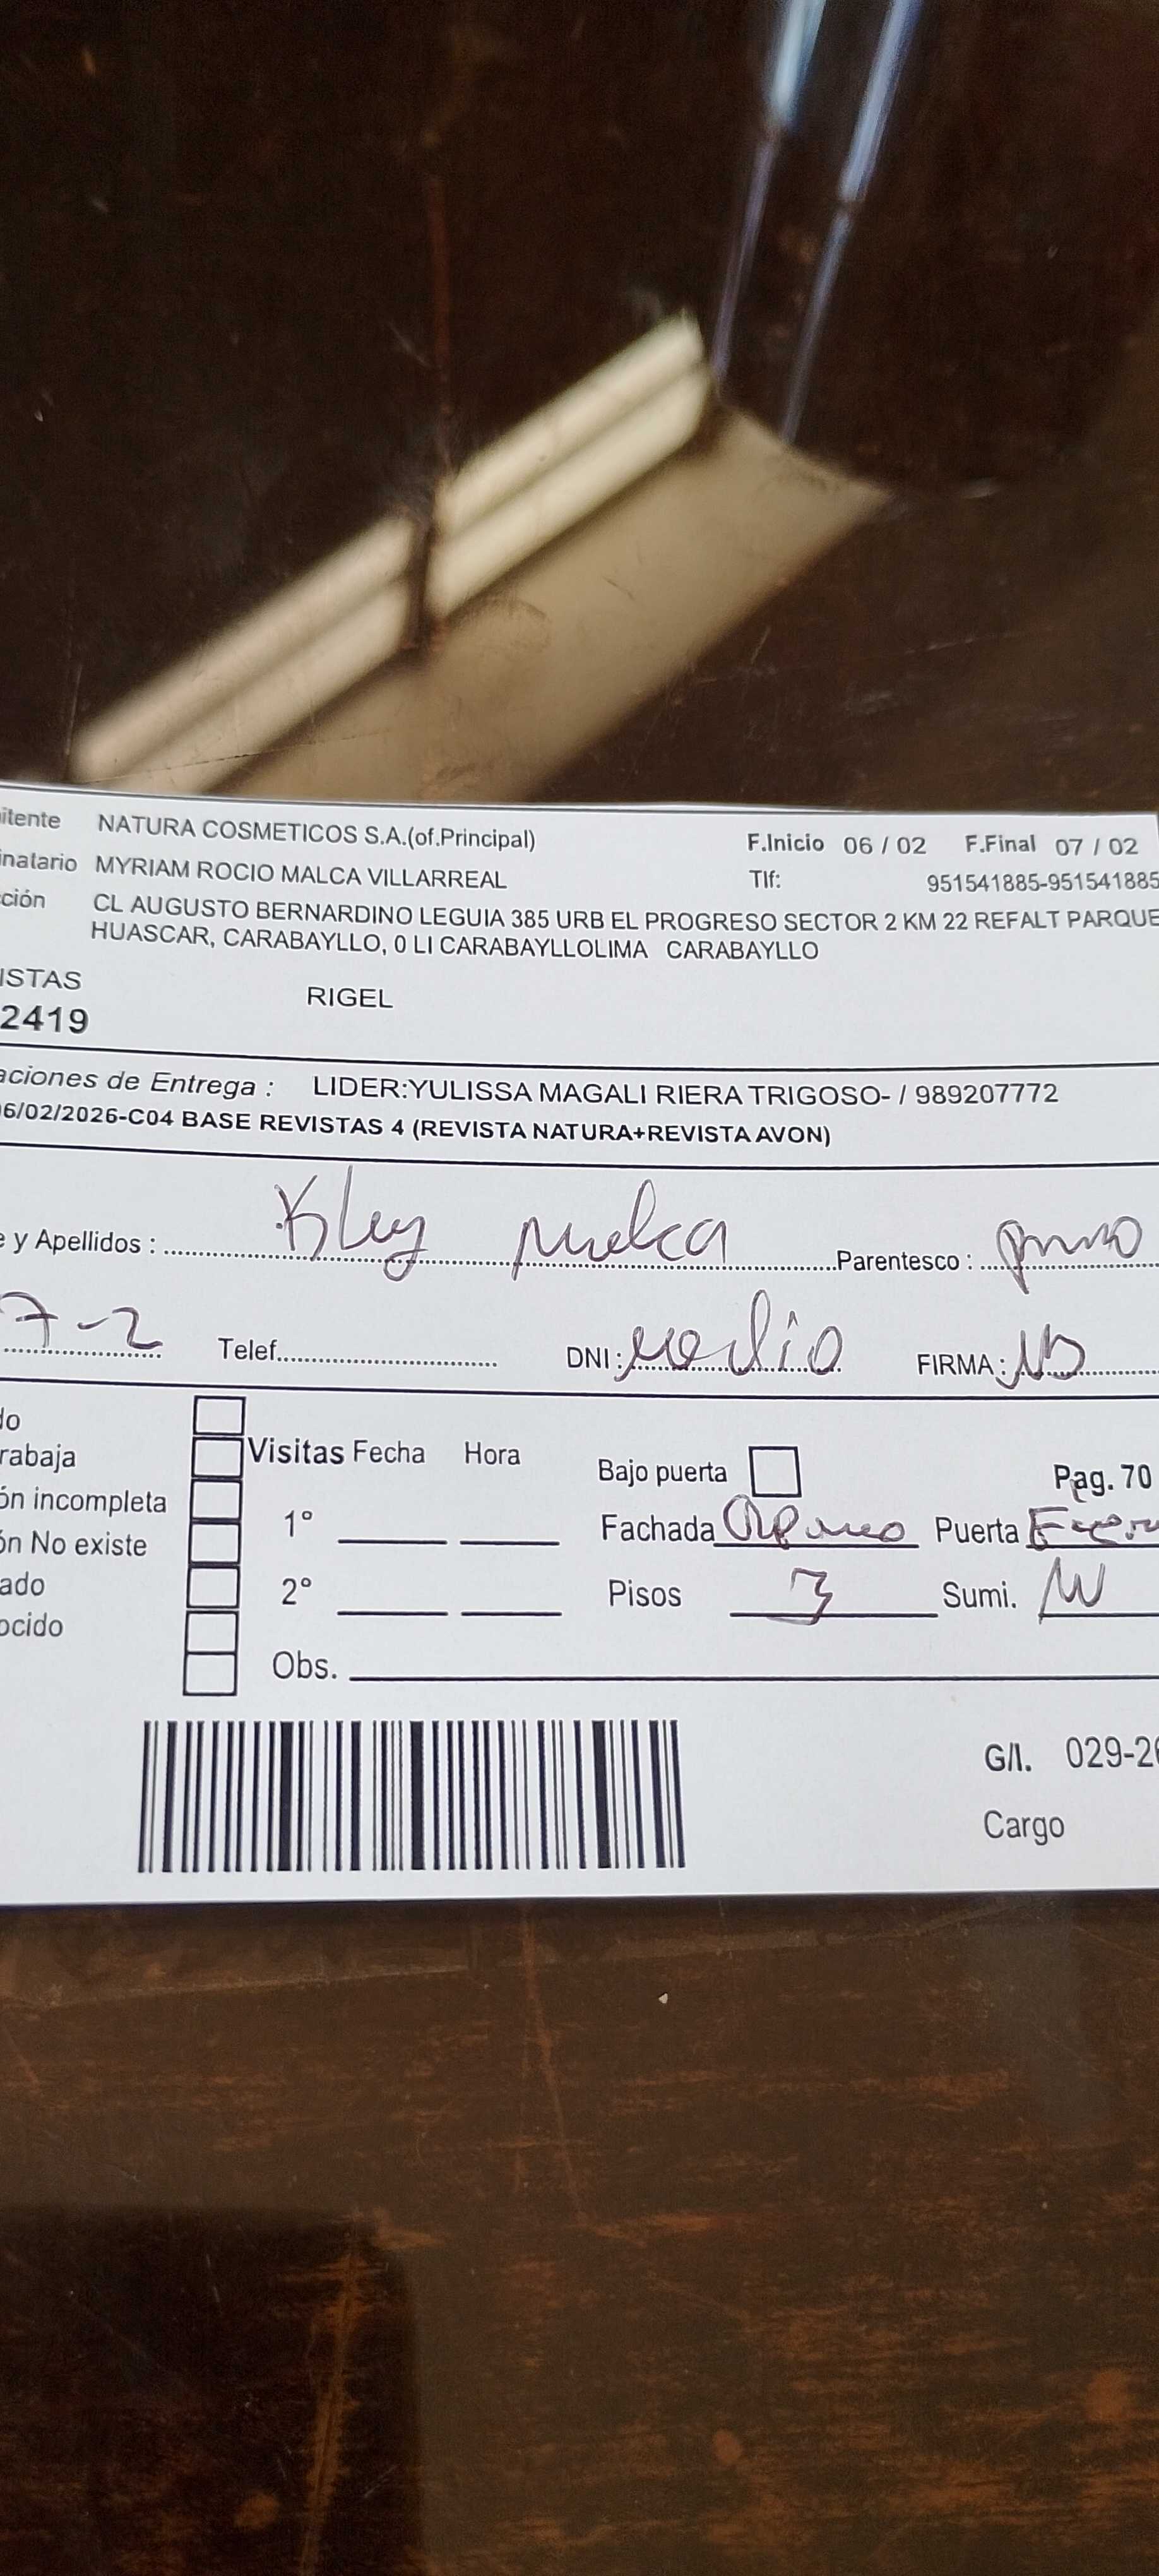 itente NATURA COSMETICOS S.A.(of.Principal) F.Inicio 06 / 02 F.Final 07 / 02
inatario MYRIAM ROCIO MALCA VILLARREAL Tlf: 951541885-951541885
ción CL AUGUSTO BERNARDINO LEGUIA 385 URB EL PROGRESO SECTOR 2 KM 22 REFALT PARQUE
HUASCAR, CARABAYLLO, 0 LI CARABAYLLOLIMA CARABAYLLO
ISTAS RIGEL
2419
aciones de Entrega : LIDER:YULISSA MAGALI RIERA TRIGOSO- / 989207772
6/02/2026-C04 BASE REVISTAS 4 (REVISTA NATURA+REVISTA AVON)
e y Apellidos : Malca Parentesco :
7-2 Telef. DNI: FIRMA:
do
rabaja Visitas Fecha Hora Bajo puerta Pag. 70
ón incompleta 1° Fachada Puerta
ón No existe
ado 2° Pisos 3 Sumi.
ocido
Obs.
G/I. 029-2
Cargo